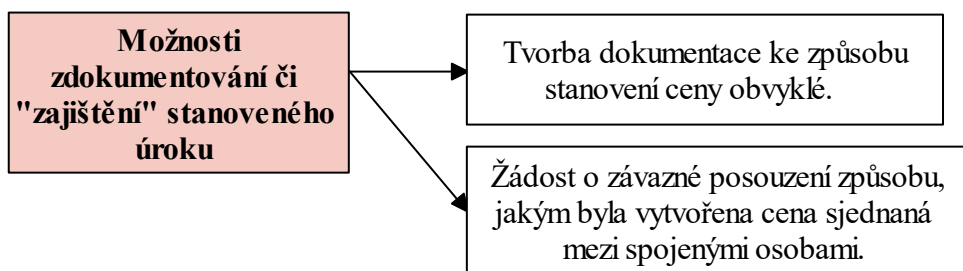 Možnosti
zdokumentování či
"zajištění" stanoveného
úroku
Tvorba dokumentace ke způsobu
stanovení ceny obvyklé.
Žádost o závazné posouzení způsobu,
jakým byla vytvořena cena sjednaná
mezi spojenými osobami.